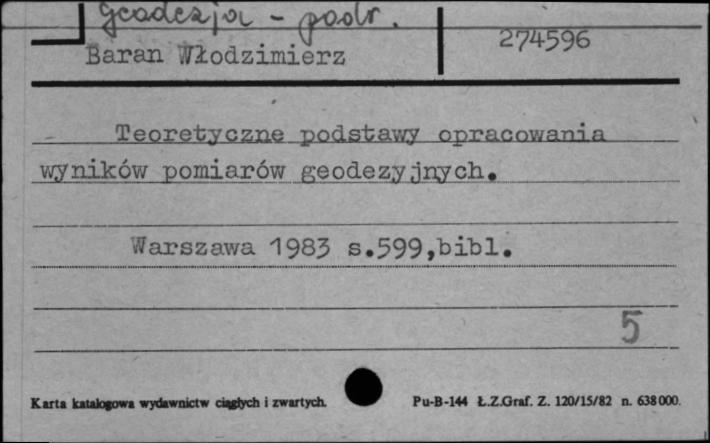 Geodezja - podr.
Baran Włodzimierz
274596
Teoretyczne podstawy opracowania
wyników pomiarów geodezyjnych.
Warszawa 1983 s.599,bibl.
5
Karta katalogowa wydawnictw ciągłych i zwartych.
Pu-B-144 Ł.Z.Graf. Z. 120/15/82 n. 638000.